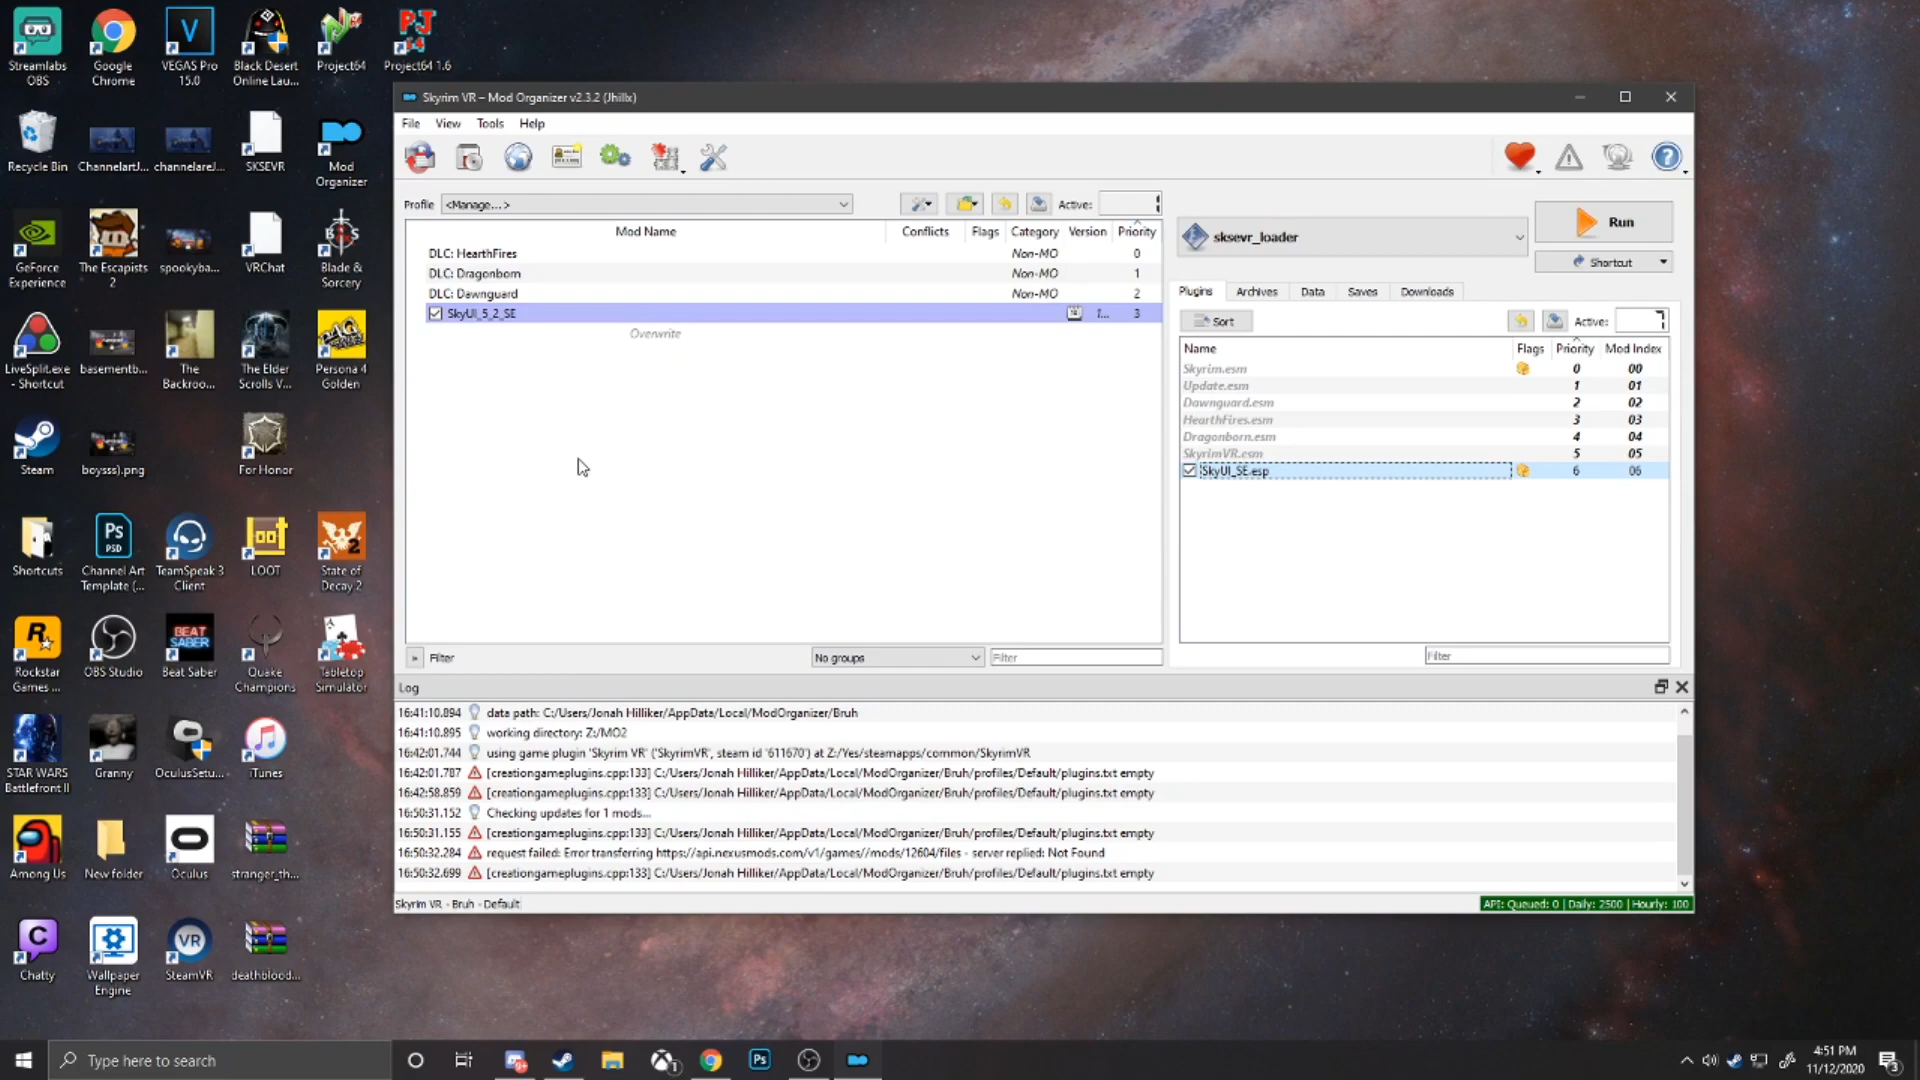 Streamlabs OBS
Google Chrome
VEGAS Pro 15.0
Black Desert Online Lau...
Project64
Project64 1.6
Recycle Bin
ChannelartJ...
channelareJ...
SKSEVR
Mod Organizer
GeForce Experience
The Escapists 2
spookyba...
VRChat
Blade & Sorcery
LiveSplit.exe - Shortcut
basementb...
The Backroo...
The Elder Scrolls V...
Persona 4 Golden
Steam
boysss).png
For Honor
Shortcuts
Channel Art Template (...
TeamSpeak 3 Client
LOOT
State of Decay 2
Rockstar Games ...
OBS Studio
Beat Saber
Quake Champions
Tabletop Simulator
STAR WARS Battlefront II
Granny
OculusSetu...
iTunes
Among Us
New folder
Oculus
stranger_th...
Chatty
Wallpaper Engine
SteamVR
deathblood...
Skyrim VR – Mod Organizer v2.3.2 (Jhillx)
File View Tools Help
Profile <Manage...> Active:
Mod Name Conflicts Flags Category Version Priority
DLC: HearthFires Non-MO 0
DLC: Dragonborn Non-MO 1
DLC: Dawnguard Non-MO 2
SkyUI_5_2_SE 3
Overwrite
» Filter No groups Filter
sksevr_loader
Run
Shortcut
Plugins Archives Data Saves Downloads
Sort Active: 7
Name Flags Priority Mod Index
Skyrim.esm 0 00
Update.esm 1 01
Dawnguard.esm 2 02
HearthFires.esm 3 03
Dragonborn.esm 4 04
SkyrimVR.esm 5 05
SkyUI_SE.esp 6 06
Filter
Log
16:41:10.894 data path: C:/Users/Jonah Hilliker/AppData/Local/ModOrganizer/Bruh
16:41:10.895 working directory: Z:/MO2
16:42:01.744 using game plugin 'Skyrim VR' ('SkyrimVR', steam id '611670') at Z:/Yes/steamapps/common/SkyrimVR
16:42:01.787 [creationgameplugins.cpp:133] C:/Users/Jonah Hilliker/AppData/Local/ModOrganizer/Bruh/profiles/Default/plugins.txt empty
16:42:58.859 [creationgameplugins.cpp:133] C:/Users/Jonah Hilliker/AppData/Local/ModOrganizer/Bruh/profiles/Default/plugins.txt empty
16:50:31.152 Checking updates for 1 mods...
16:50:31.155 [creationgameplugins.cpp:133] C:/Users/Jonah Hilliker/AppData/Local/ModOrganizer/Bruh/profiles/Default/plugins.txt empty
16:50:32.284 request failed: Error transferring https://api.nexusmods.com/v1/games//mods/12604/files - server replied: Not Found
16:50:32.699 [creationgameplugins.cpp:133] C:/Users/Jonah Hilliker/AppData/Local/ModOrganizer/Bruh/profiles/Default/plugins.txt empty
Skyrim VR - Bruh - Default
API: Queued: 0 | Daily: 2500 | Hourly: 100
Type here to search
4:51 PM
11/12/2020